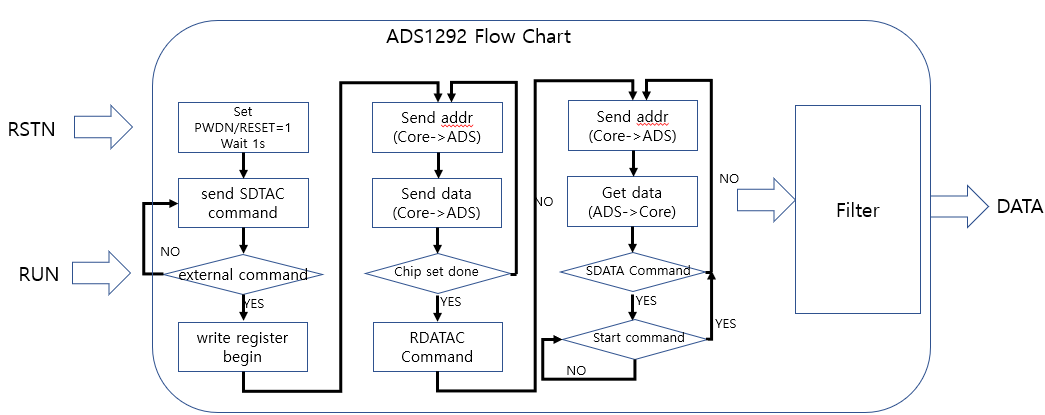 ADS1292 Flow Chart
RSTN
RUN
Set
PWDN/RESET=1
Wait 1s
send SDTAC
command
NO
external command
YES
write register
begin
Send addr
(Core->ADS)
Send data
(Core->ADS)
Chip set done
YES
RDATAC
Command
NO
Send addr
(Core->ADS)
Get data
(ADS->Core)
SDATA Command
YES
Start command
NO
NO
YES
Filter
DATA